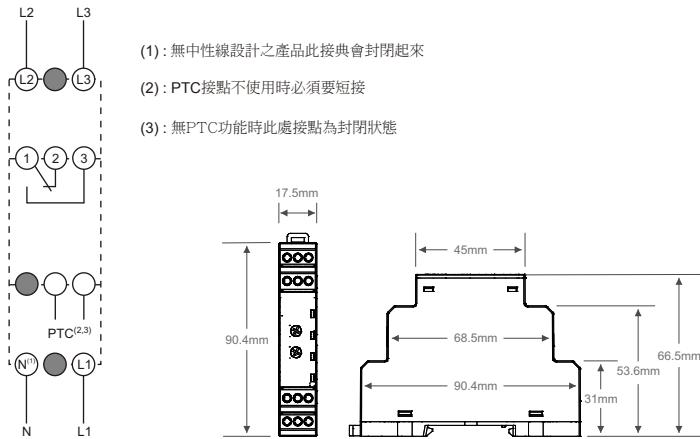 L2 L3
L2 L3
1 2 3
PTC(2,3)
N(1) L1
N L1
(1) : 無中性線設計之產品此接典會封閉起來
(2) : PTC接點不使用時必須要短接
(3) : 無PTC功能時此處接點為封閉狀態
17.5mm
90.4mm
45mm
68.5mm
90.4mm
31mm
53.6mm
66.5mm